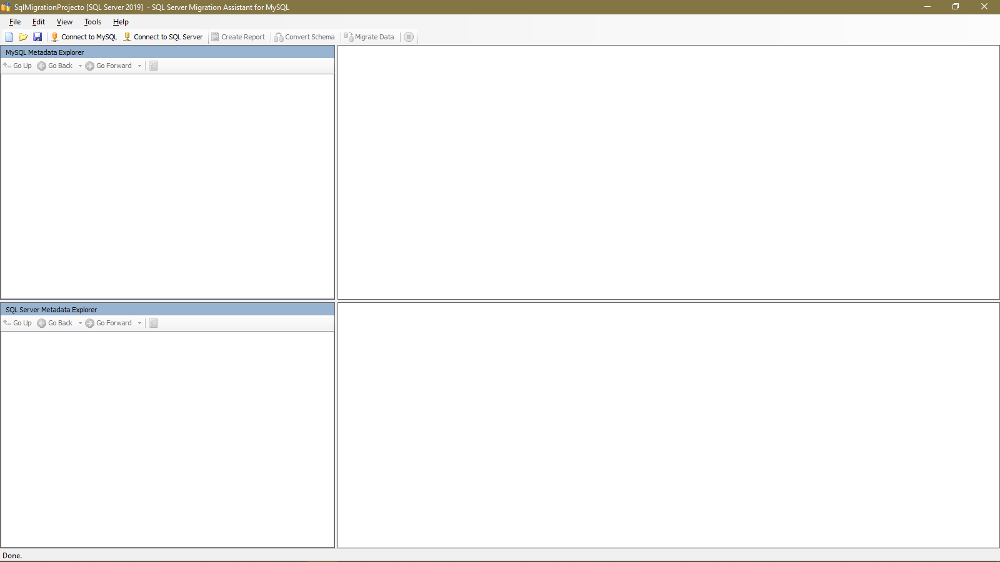 SqlMigrationProjecto [SQL Server 2019] - SQL Server Migration Assistant for MySQL
File Edit View Tools Help
Connect to MySQL Connect to SQL Server Create Report Convert Schema Migrate Data
MySQL Metadata Explorer
Go Up Go Back Go Forward
SQL Server Metadata Explorer
Go Up Go Back Go Forward
Done.